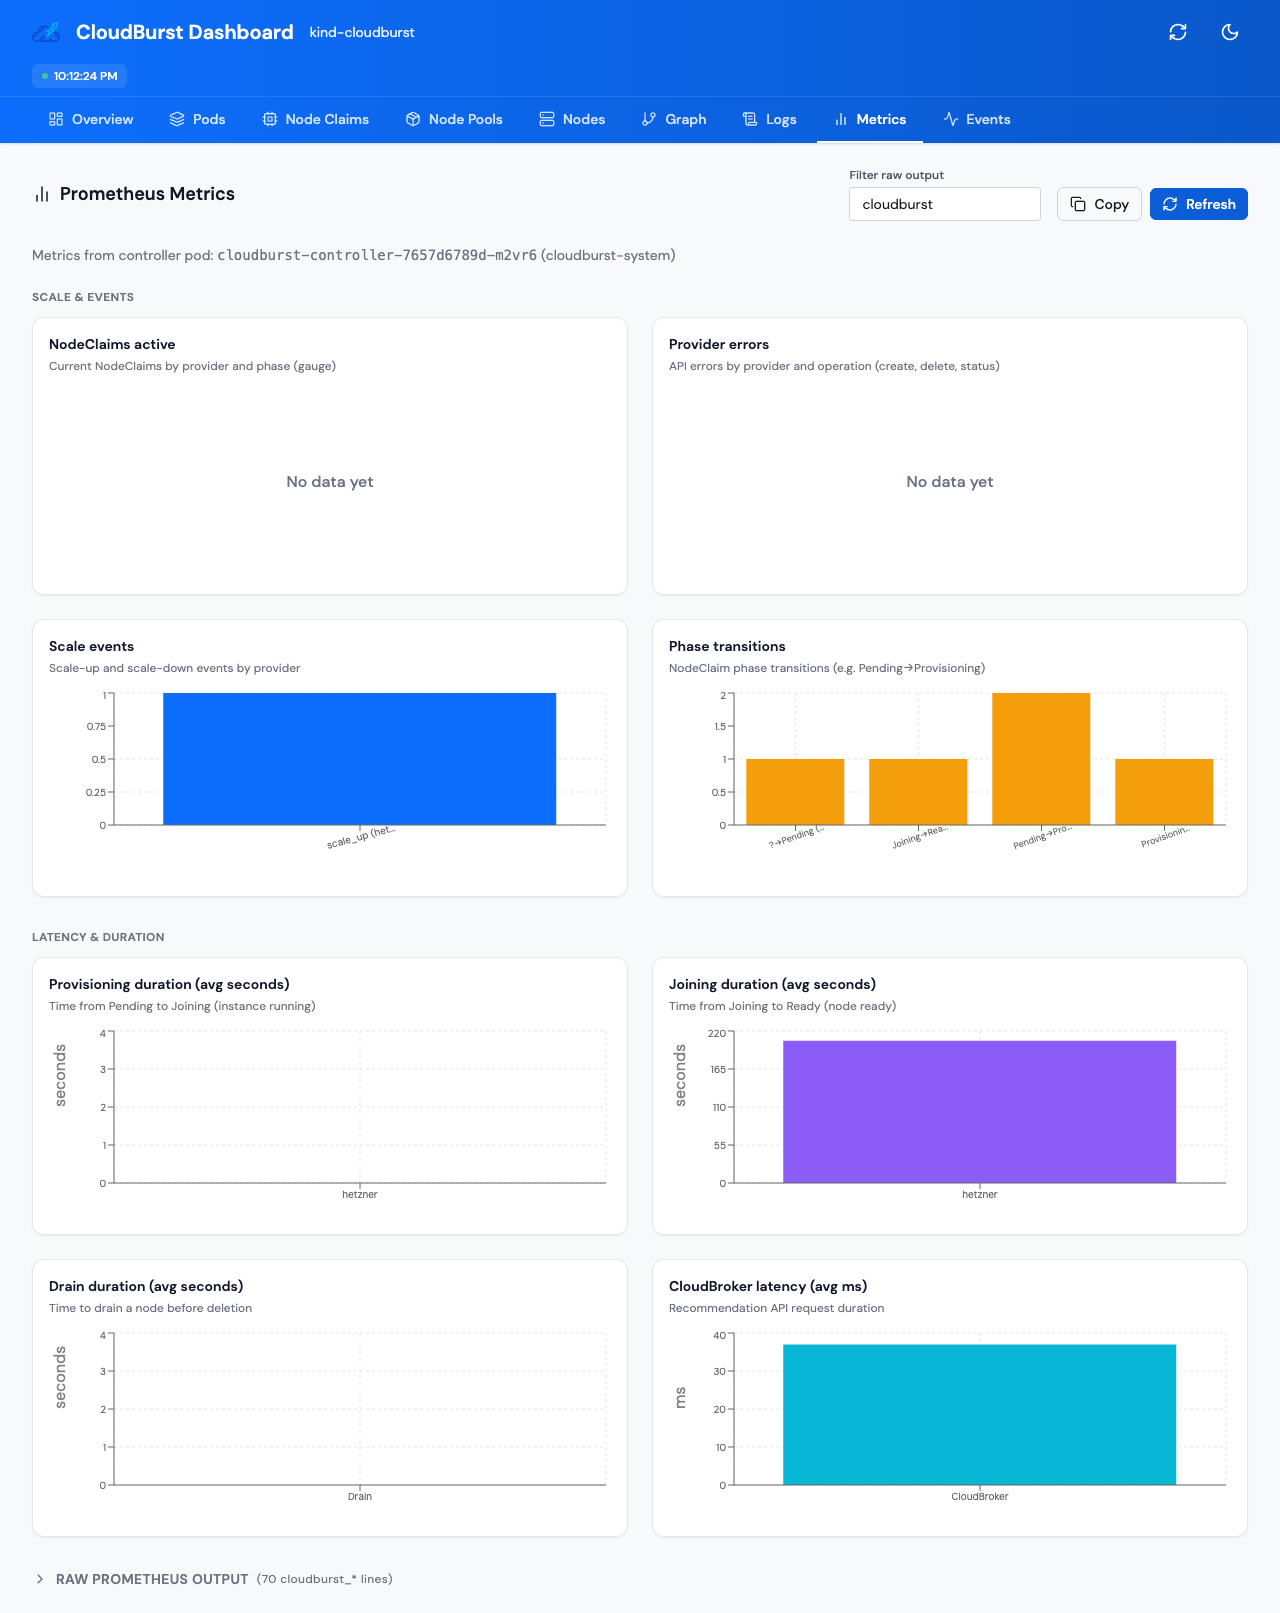 CloudBurst Dashboard kind-cloudburst
10:12:24 PM
Overview Pods Node Claims Node Pools Nodes Graph Logs Metrics Events
Prometheus Metrics
Filter raw output
cloudburst
Copy
Refresh
Metrics from controller pod: cloudburst-controller-7657d6789d-m2vr6 (cloudburst-system)
SCALE & EVENTS
NodeClaims active
Current NodeClaims by provider and phase (gauge)
No data yet
Provider errors
API errors by provider and operation (create, delete, status)
No data yet
Scale events
Scale-up and scale-down events by provider
1
0.75
0.5
0.25
0
scale_up (het...
Phase transitions
NodeClaim phase transitions (e.g. Pending→Provisioning)
2
1.5
1
0.5
0
?→Pending (...
Joining→Rea...
Pending→Pro...
Provisionin...
LATENCY & DURATION
Provisioning duration (avg seconds)
Time from Pending to Joining (instance running)
seconds
4
3
2
1
0
hetzner
Joining duration (avg seconds)
Time from Joining to Ready (node ready)
seconds
220
165
110
55
0
hetzner
Drain duration (avg seconds)
Time to drain a node before deletion
seconds
4
3
2
1
0
Drain
CloudBroker latency (avg ms)
Recommendation API request duration
ms
40
30
20
10
0
CloudBroker
RAW PROMETHEUS OUTPUT (70 cloudburst_* lines)